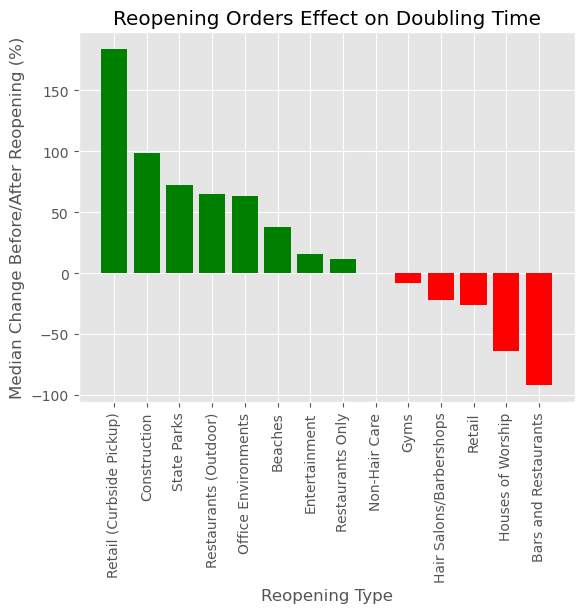 Reopening Orders Effect on Doubling Time
Median Change Before/After Reopening (%)
150
100
50
0
−50
−100
Retail (Curbside Pickup)
Construction
State Parks
Restaurants (Outdoor)
Office Environments
Beaches
Entertainment
Restaurants Only
Non-Hair Care
Gyms
Hair Salons/Barbershops
Retail
Houses of Worship
Bars and Restaurants
Reopening Type